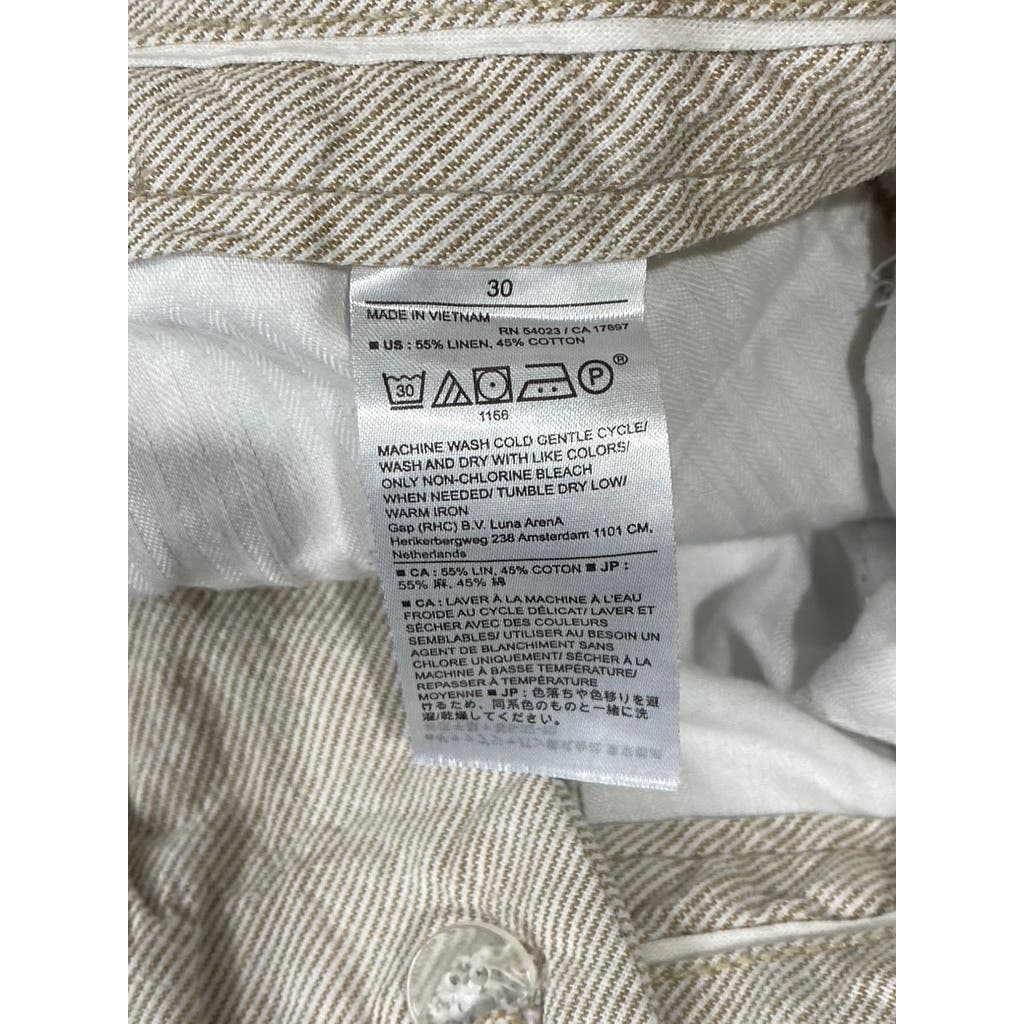 30
MADE IN VIETNAM
RN 54023 / CA 17897
■ US : 55% LINEN, 45% COTTON
30 P ®
1156
MACHINE WASH COLD GENTLE CYCLE/
WASH AND DRY WITH LIKE COLORS/
ONLY NON-CHLORINE BLEACH
WHEN NEEDED/ TUMBLE DRY LOW/
WARM IRON
Gap (RHC) B.V. Luna ArenA
Herikerbergweg 238 Amsterdam 1101 CM,
Netherlands
■ CA : 55% LIN, 45% COTON ■ JP :
55% 麻, 45% 綿
■ CA : LAVER À LA MACHINE À L'EAU
FROIDE AU CYCLE DÉLICAT/ LAVER ET
SÉCHER AVEC DES COULEURS
SEMBLABLES/ UTILISER AU BESOIN UN
AGENT DE BLANCHIMENT SANS
CHLORE UNIQUEMENT/ SÉCHER À LA
MACHINE À BASSE TEMPÉRATURE/
REPASSER À TEMPÉRATURE
MOYENNE ■ JP : 色落ちや色移りを避
けるため、同系色のものと一緒に洗
濯/乾燥してください。